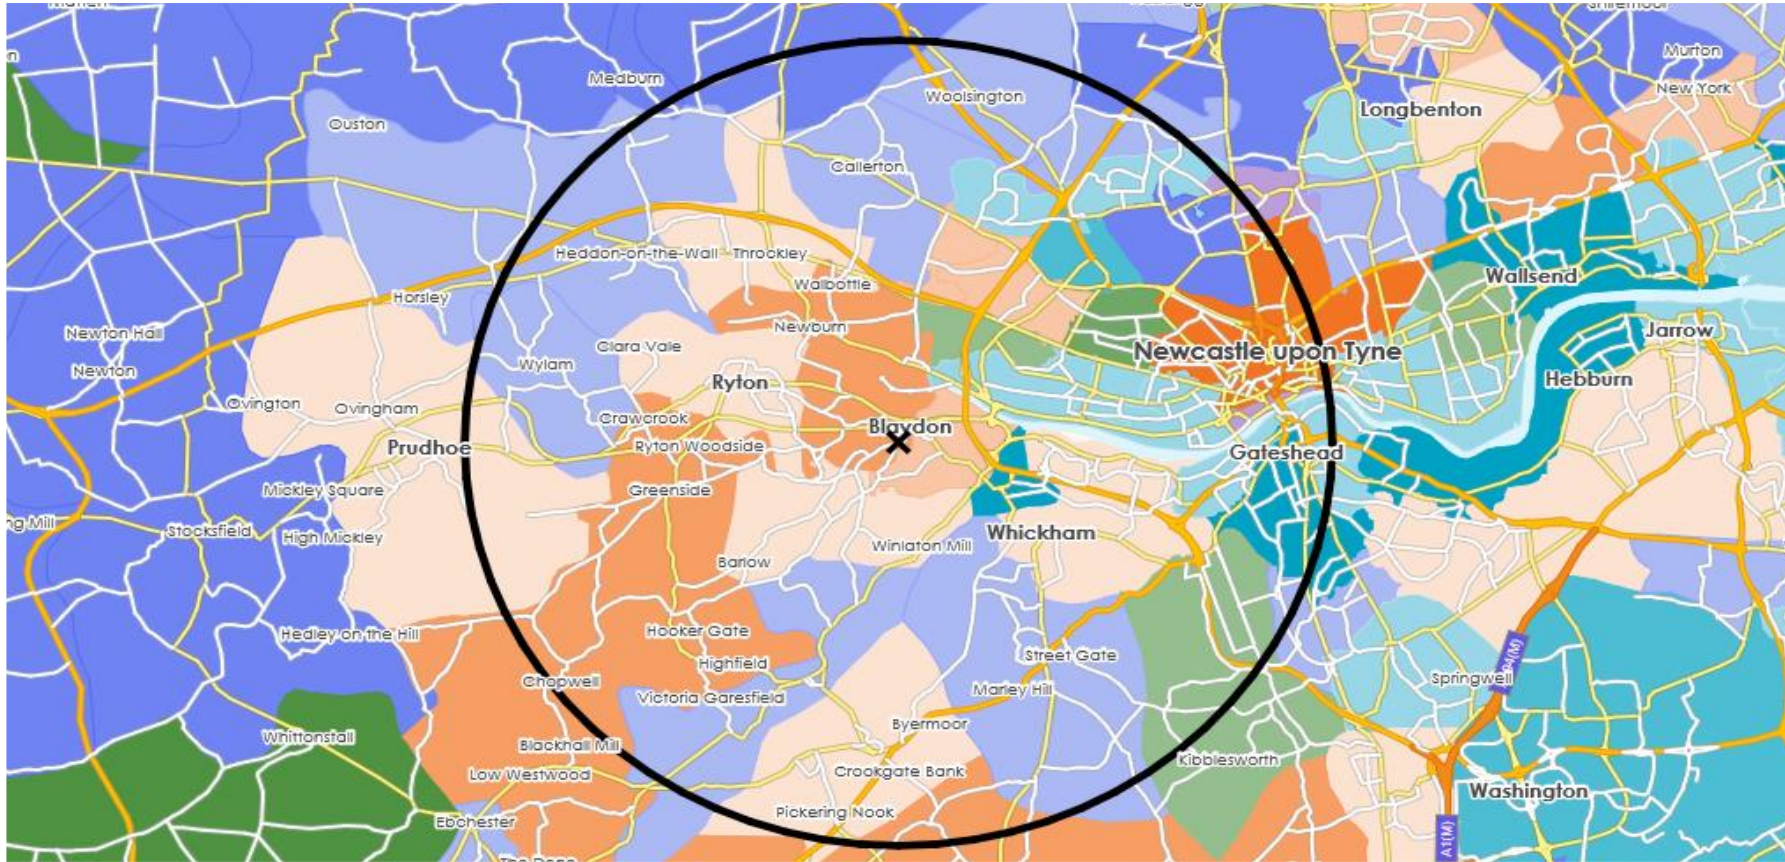 Medburn
Murton
Woolsington
New York
Longbenton
Ouston
Callerton
Heddon-on-the-Wall
Throckley
Wallsend
Walbottle
Horsley
Newburn
Jarrow
Newton Hall
Clara Vale
Newcastle upon Tyne
Wylam
Newton
Ryton
Hebburn
Ovington
Ovingham
Crawcrook
Blaydon
Prudhoe
Ryton Woodside
Gateshead
Mickley Square
Greenside
Stocksfield
High Mickley
Whickham
Winlaton Mill
Barlow
Hedley on the Hill
Hooker Gate
Street Gate
Highfield
Chopwell
Springwell
Marley Hill
Victoria Garesfield
Byermoor
Whittonstall
Blackhall Mill
Kibblesworth
Low Westwood
Crookgate Bank
Washington
Pickering Nook
Ebchester
A1(M)